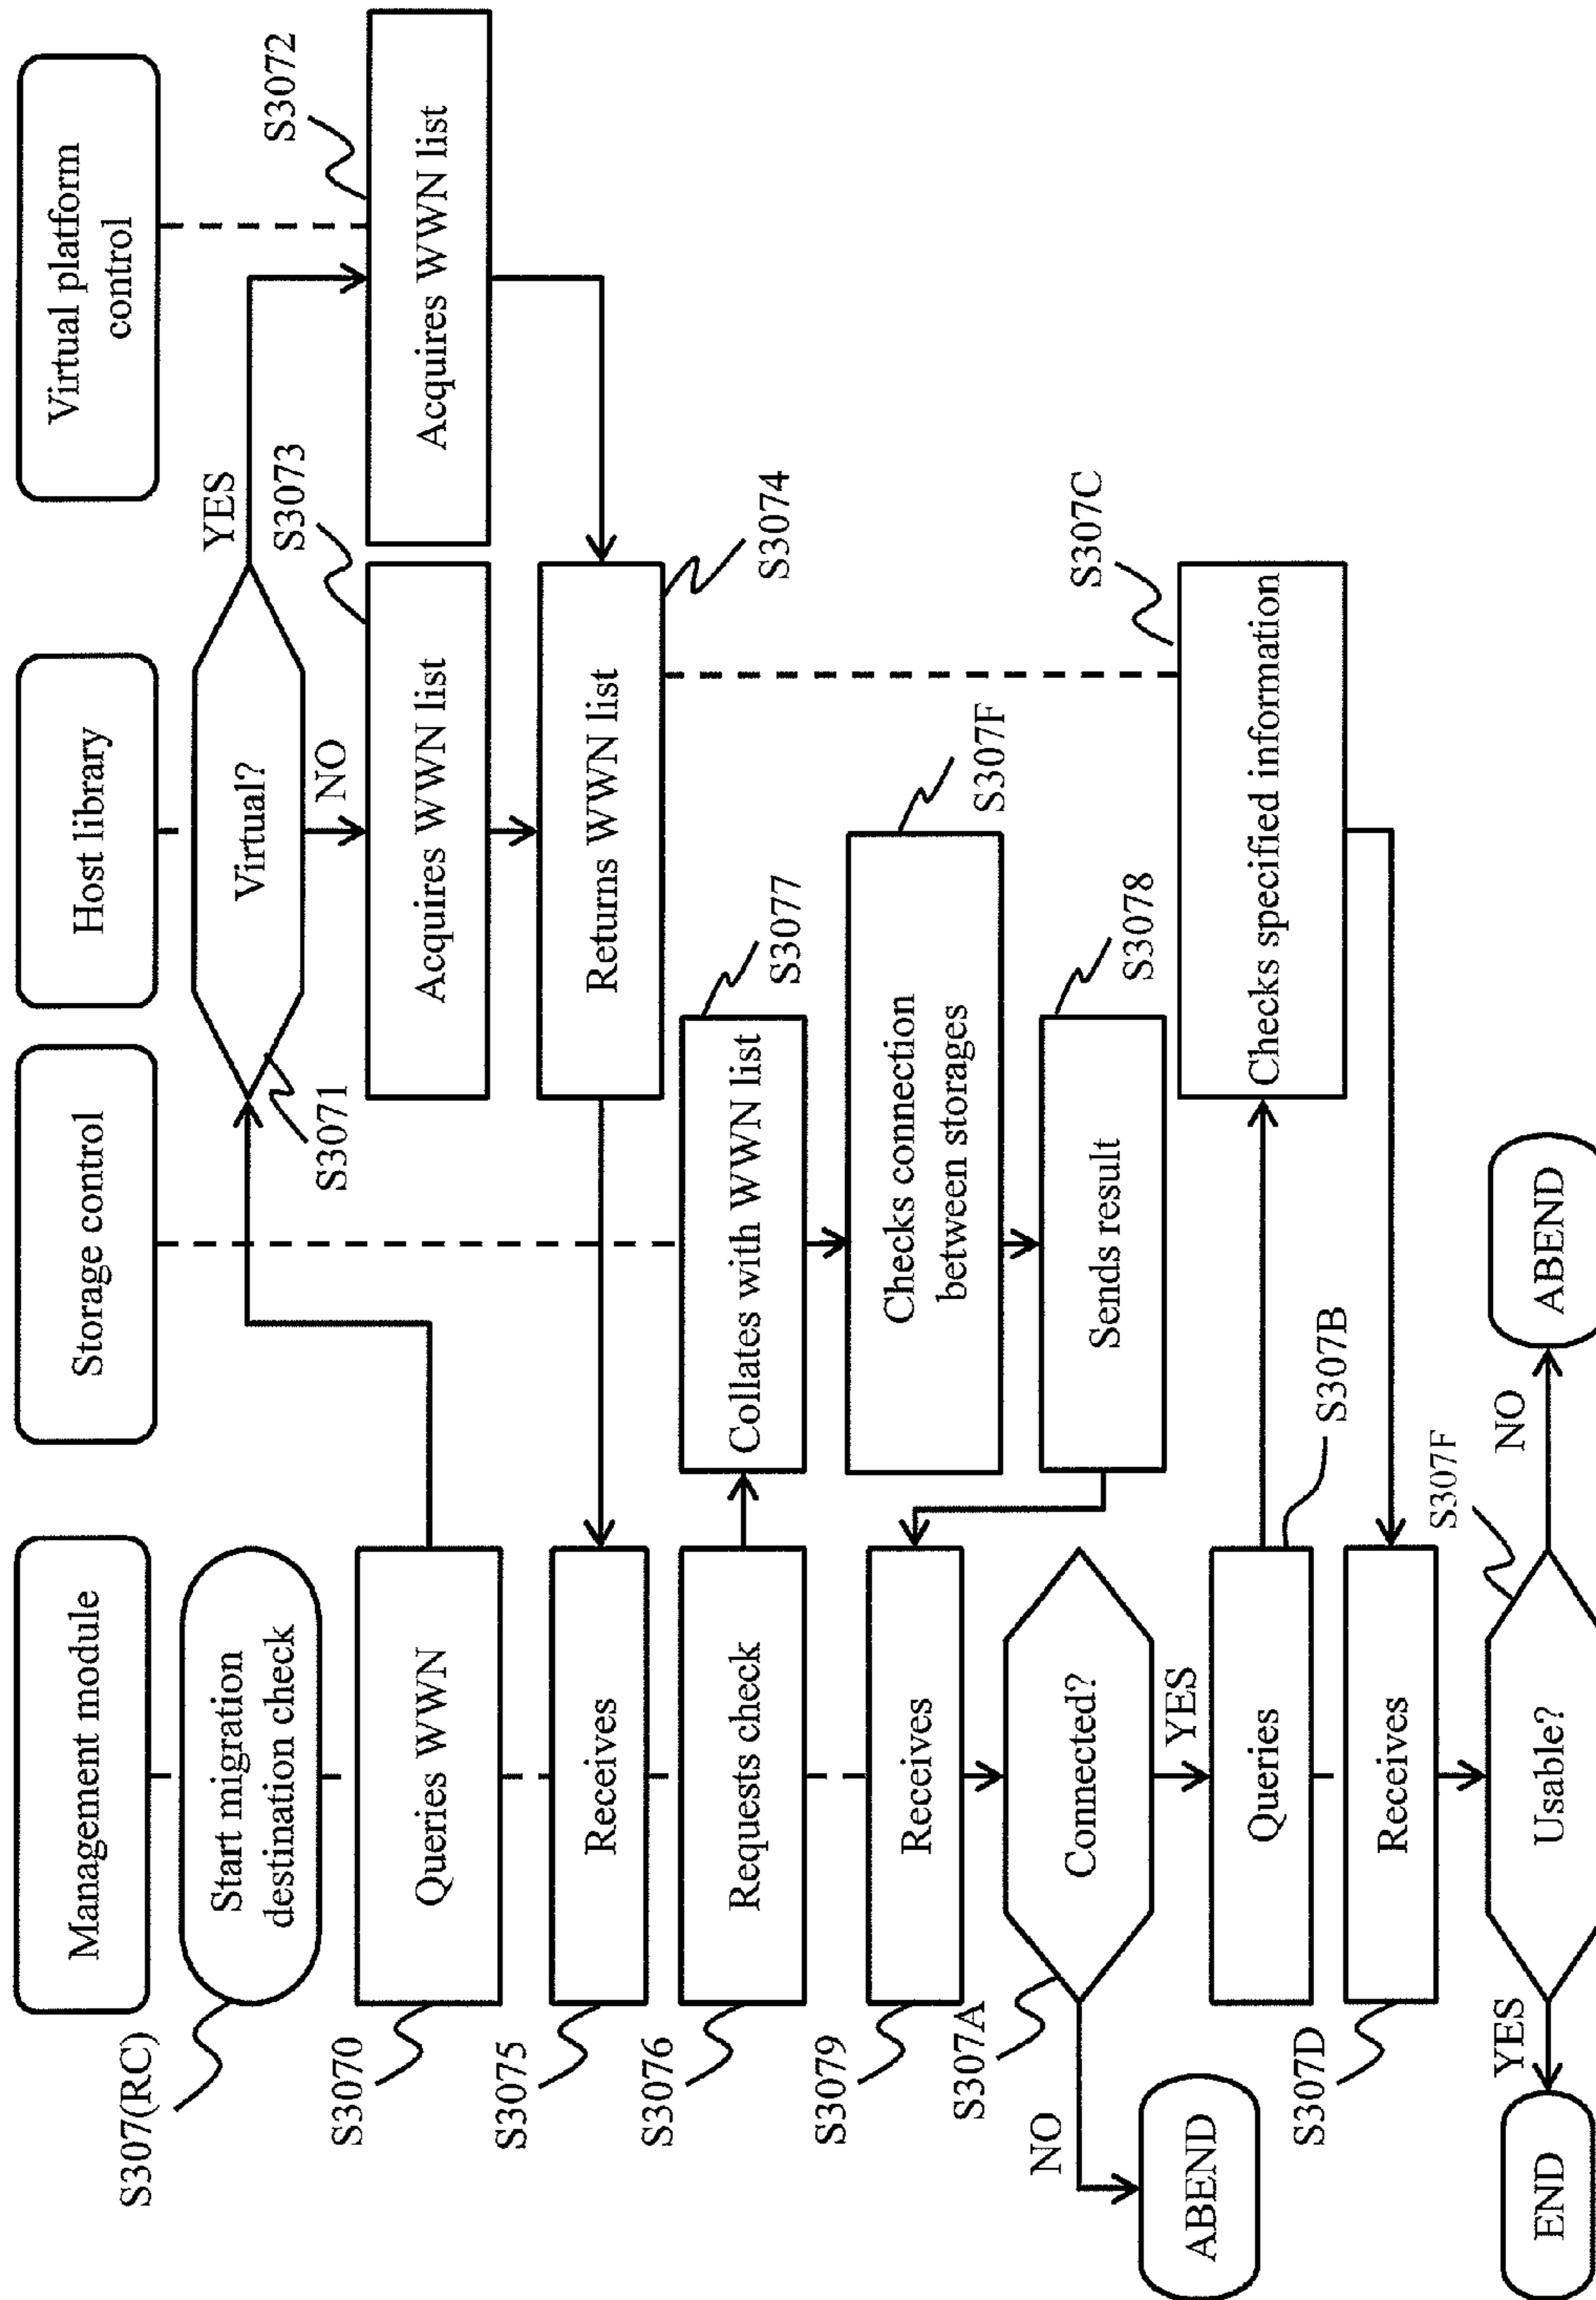 Management module
Storage control
Host library
Virtual platform
control
S307(RC)
Start migration
destination check
S3070
Queries WWN
S3071
Virtual?
YES
NO
S3073
Acquires WWN list
S3072
Acquires WWN list
S3074
Returns WWN list
S3075
Receives
S3076
Requests check
S3077
Collates with WWN list
S307F
Checks connection
between storages
S3078
Sends result
S3079
Receives
S307A
Connected?
NO
ABEND
YES
S307B
Queries
S307C
Checks specified information
S307D
Receives
S307F
Usable?
YES
END
NO
ABEND